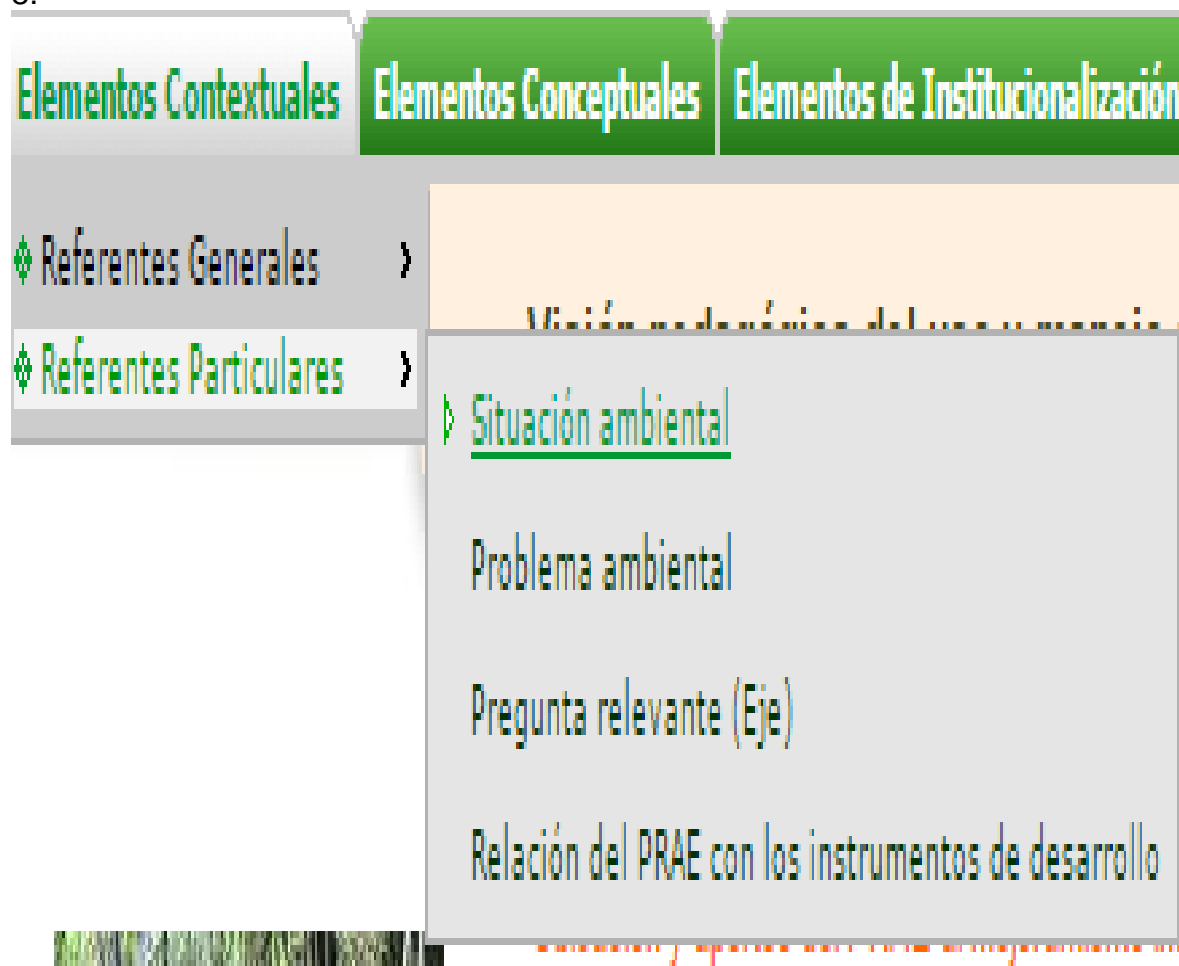 Elementos Contextuales Elementos Conceptuales Elementos de Institucionalización
Referentes Generales
Referentes Particulares
Situación ambiental
Problema ambiental
Pregunta relevante (Eje)
Relación del PRAE con los instrumentos de desarrollo